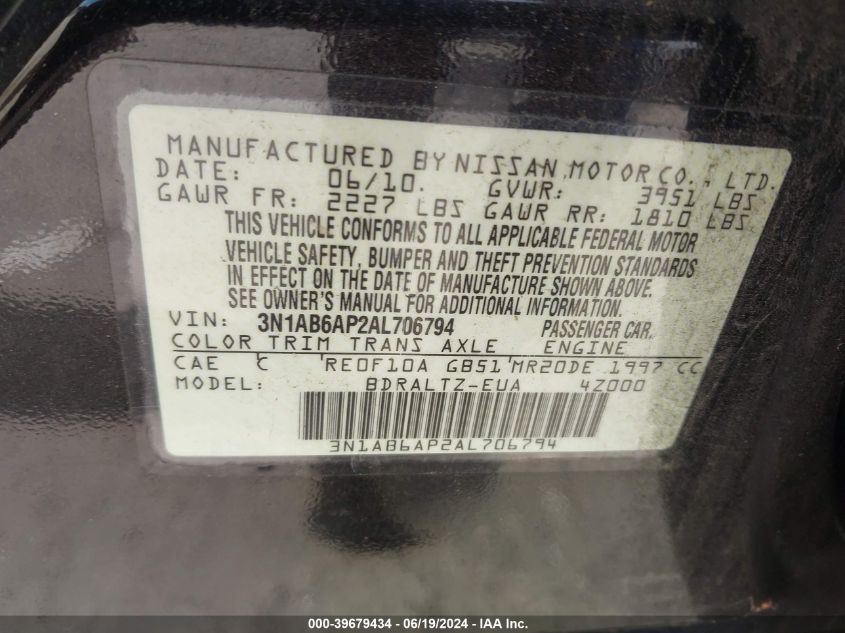 MANUFACTURED BY NISSAN MOTOR CO., LTD.
DATE: 06/10. GVWR: 3951 LBS
GAWR FR: 2227 LBS GAWR RR: 1810 LBS
THIS VEHICLE CONFORMS TO ALL APPLICABLE FEDERAL MOTOR
VEHICLE SAFETY, BUMPER AND THEFT PREVENTION STANDARDS
IN EFFECT ON THE DATE OF MANUFACTURE SHOWN ABOVE.
SEE OWNER'S MANUAL FOR ADDITIONAL INFORMATION.
VIN: 3N1AB6AP2AL706794 PASSENGER CAR
COLOR TRIM TRANS AXLE ENGINE
CAE C RE0F10A GB51 MR20DE 1997 CC
MODEL: BDRALTZ-EUA 4Z000
3N1AB6AP2AL706794
000-39679434 / 06/19/2024 - IAA Inc.